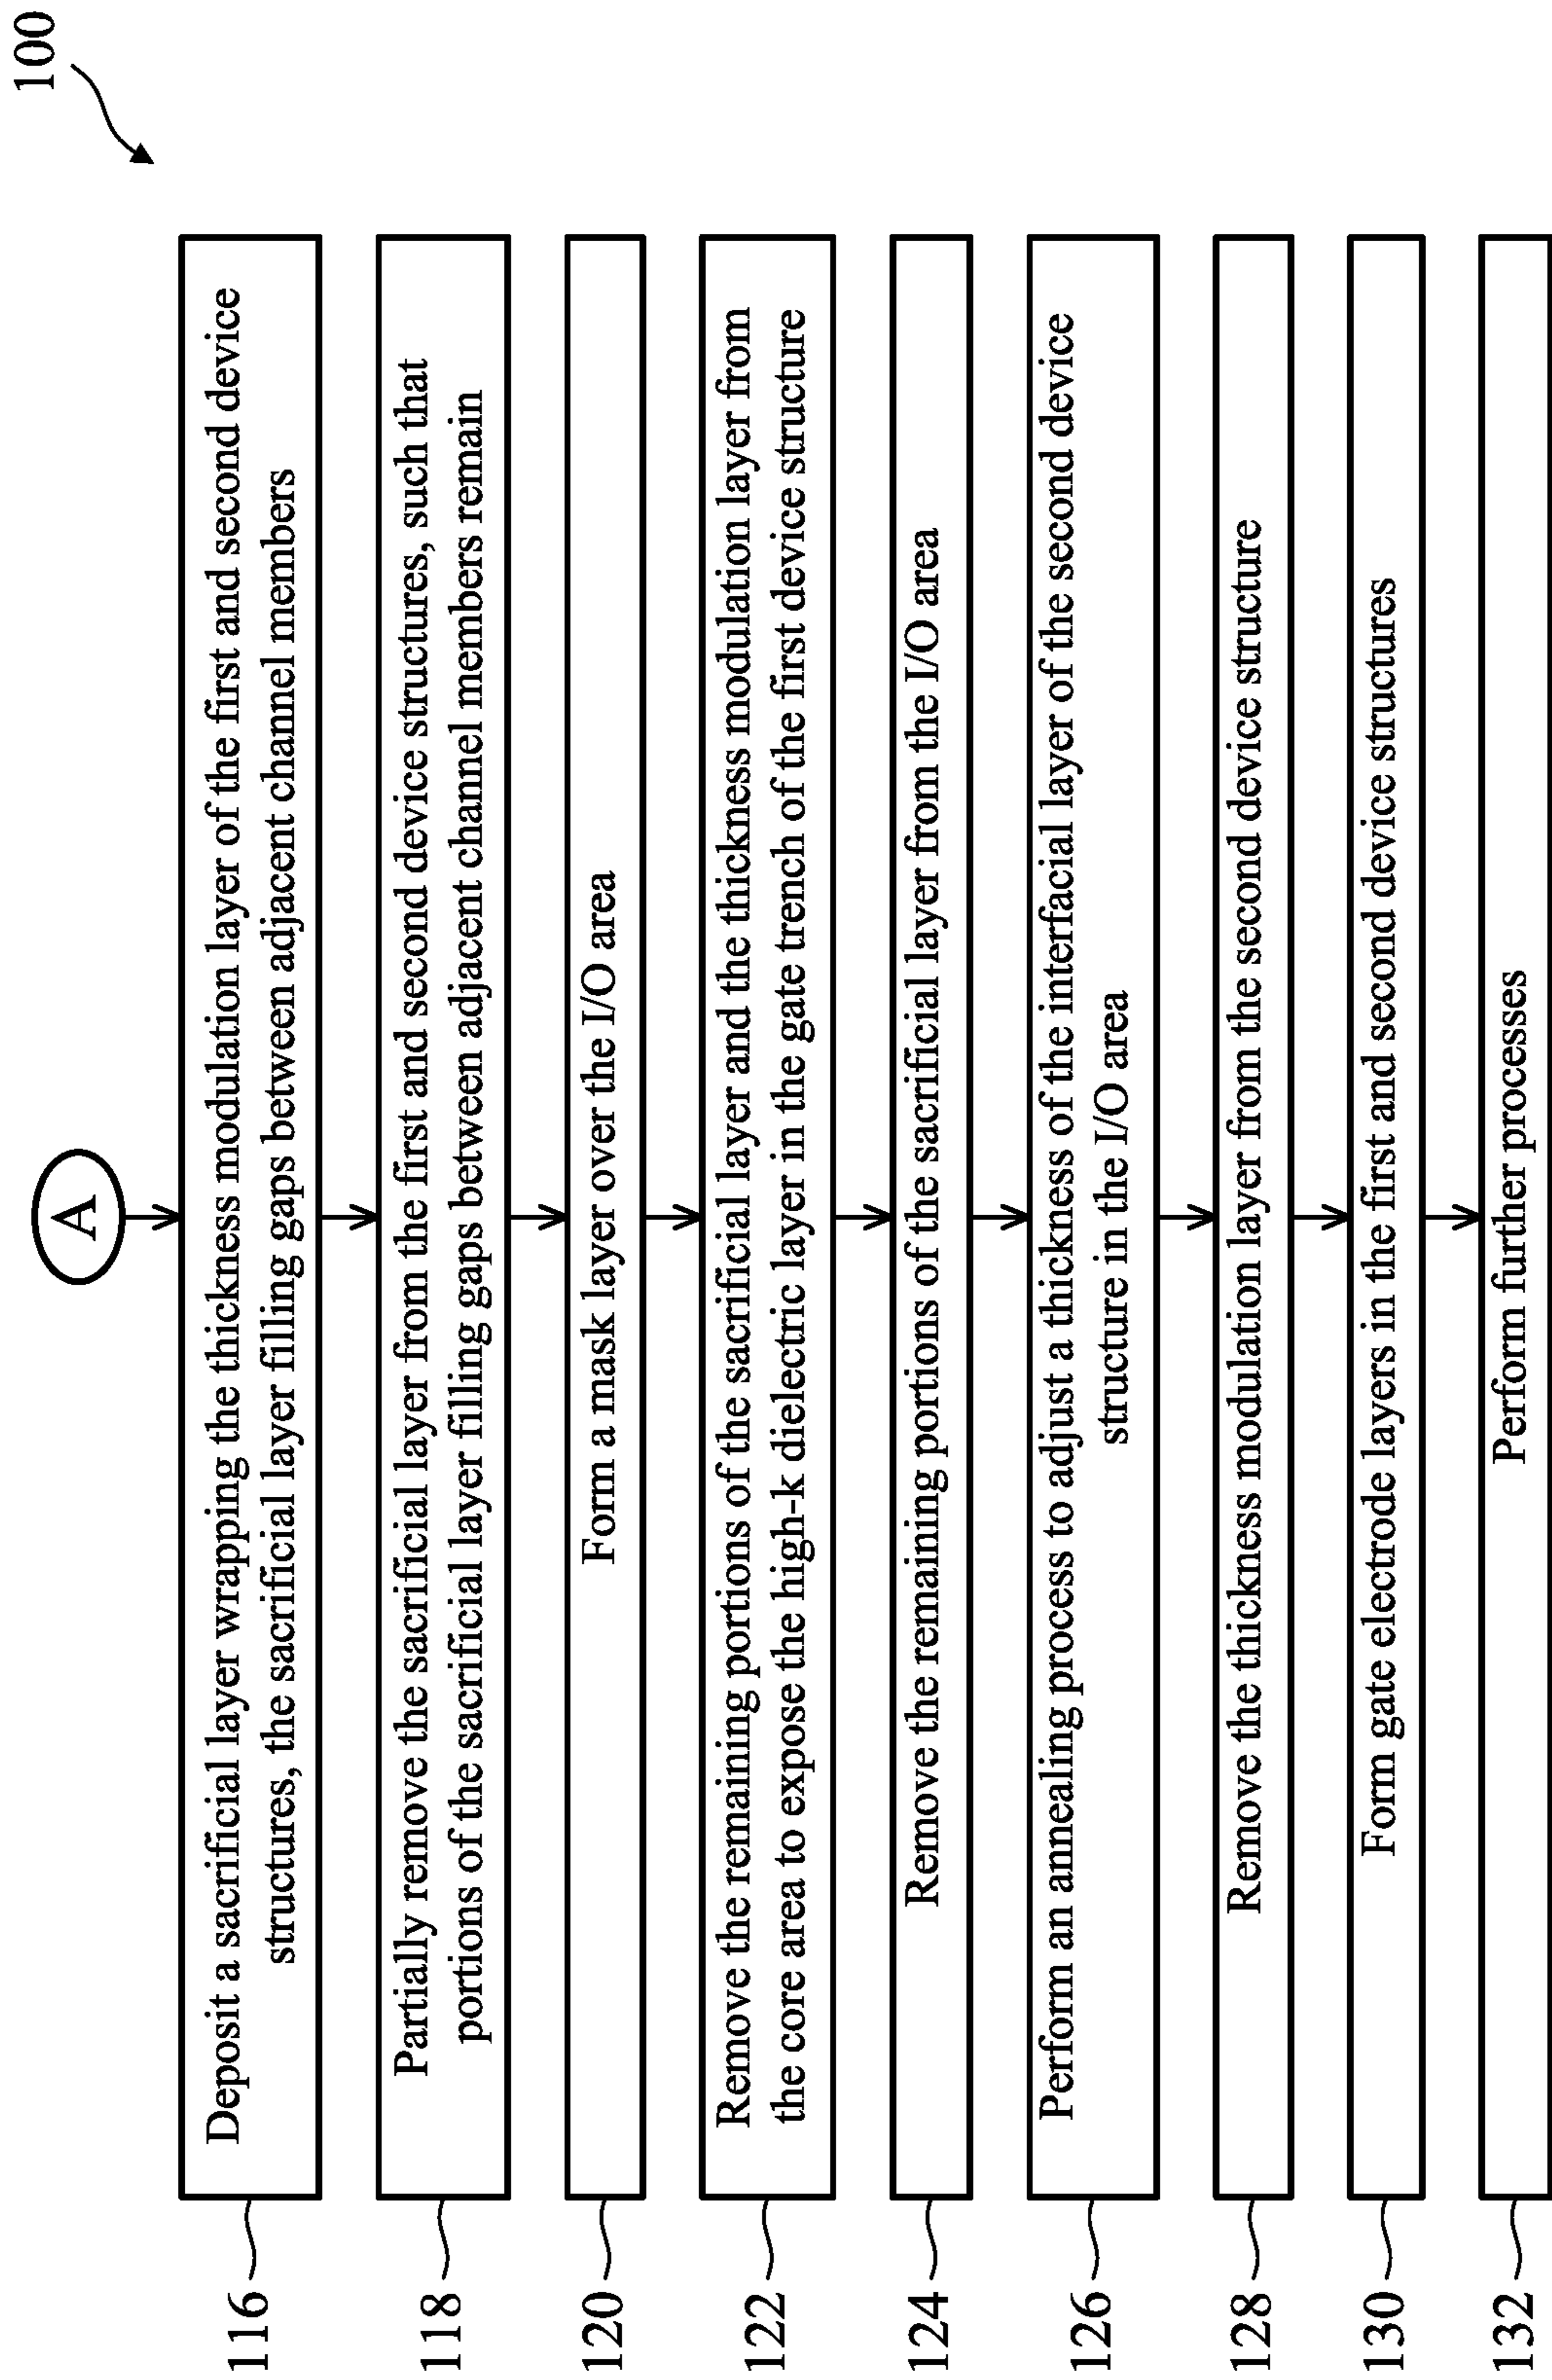 100
A
116
Deposit a sacrificial layer wrapping the thickness modulation layer of the first and second device
structures, the sacrificial layer filling gaps between adjacent channel members
118
Partially remove the sacrificial layer from the first and second device structures, such that
portions of the sacrificial layer filling gaps between adjacent channel members remain
120
Form a mask layer over the I/O area
122
Remove the remaining portions of the sacrificial layer and the thickness modulation layer from
the core area to expose the high-k dielectric layer in the gate trench of the first device structure
124
Remove the remaining portions of the sacrificial layer from the I/O area
126
Perform an annealing process to adjust a thickness of the interfacial layer of the second device
structure in the I/O area
128
Remove the thickness modulation layer from the second device structure
130
Form gate electrode layers in the first and second device structures
132
Perform further processes